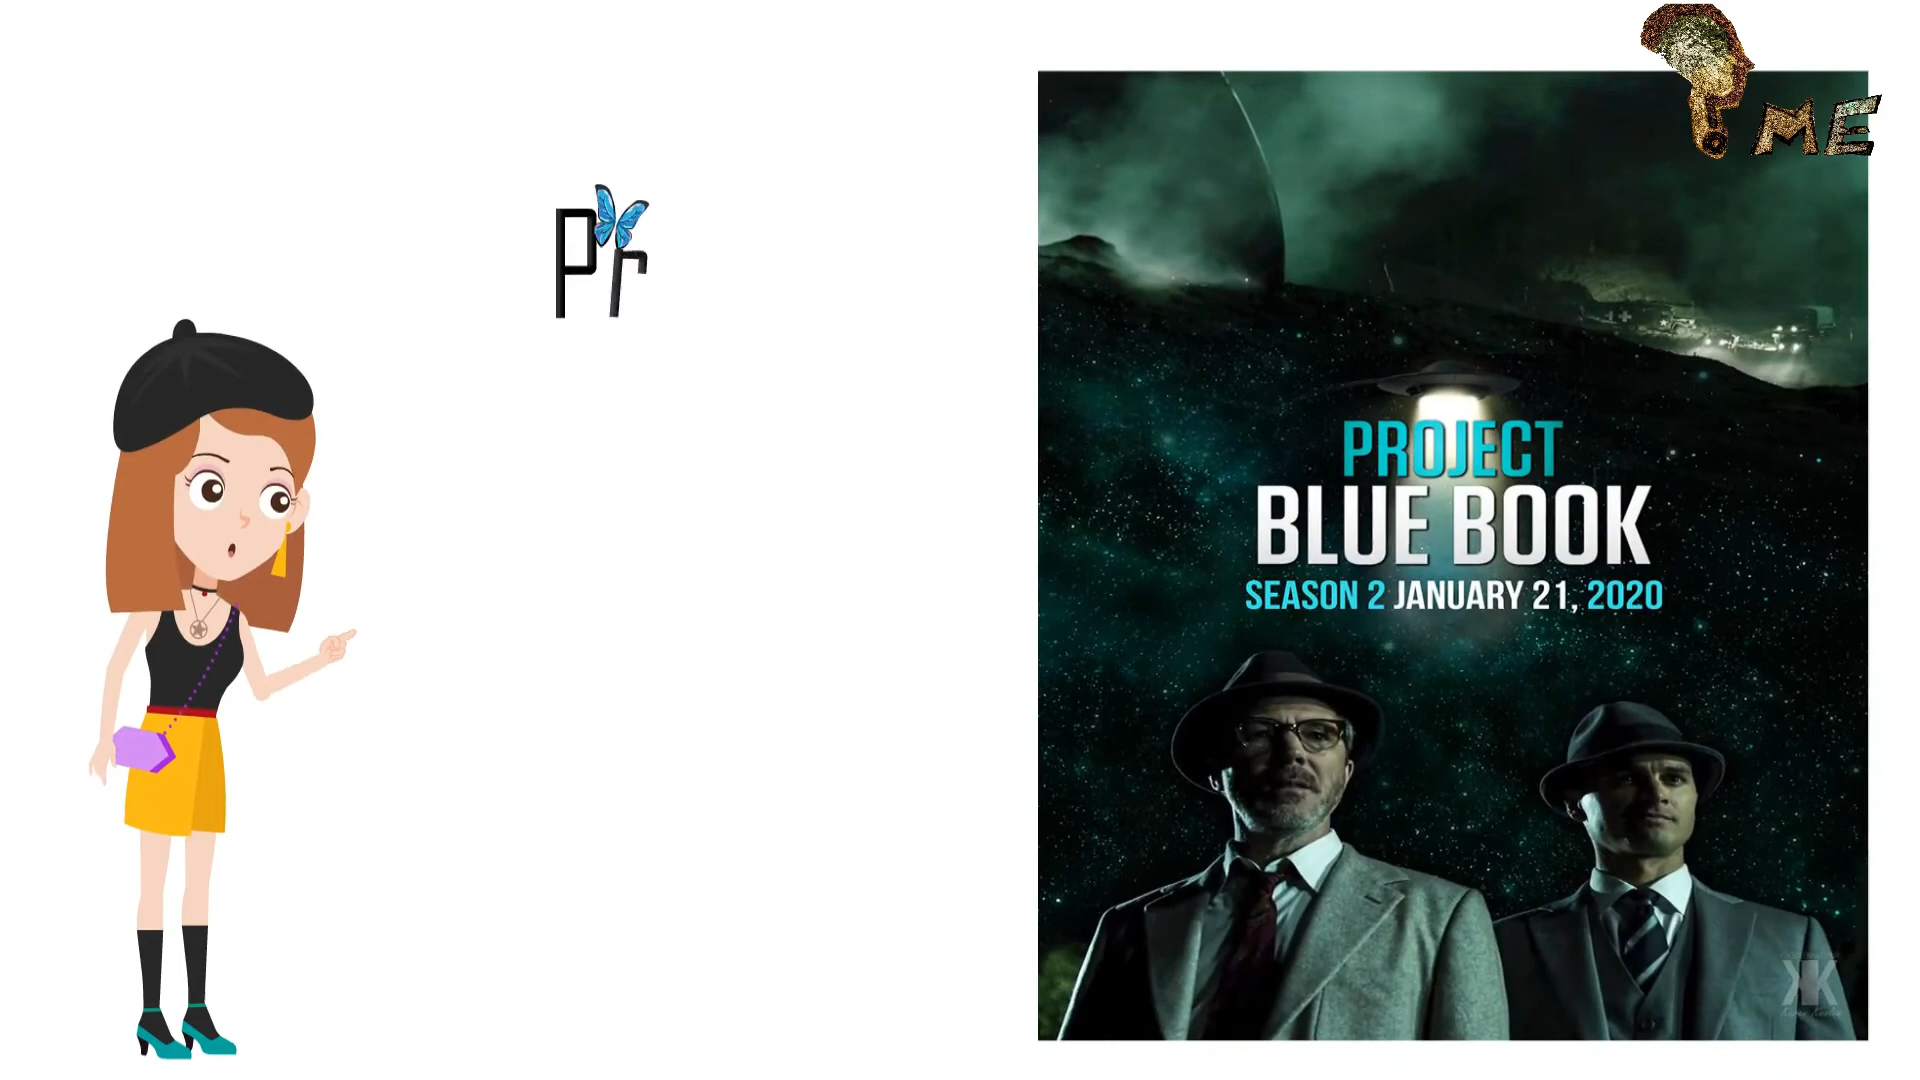 Pr
ME
PROJECT
BLUE BOOK
SEASON 2 JANUARY 21, 2020
K